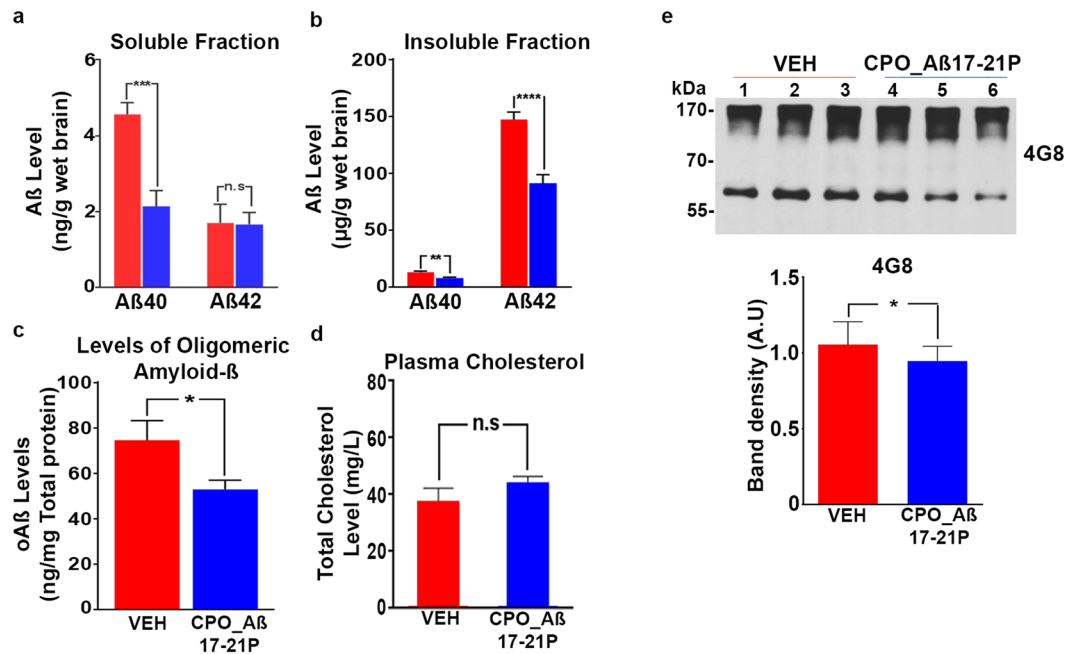 a
Soluble Fraction
Aß Level
(ng/g wet brain)
6
4
2
0
***
n.s
Aß40
Aß42
b
Insoluble Fraction
Aß Level
(µg/g wet brain)
200
150
100
50
0
**
****
Aß40
Aß42
c
Levels of Oligomeric
Amyloid-ß
oAß Levels
(ng/mg Total protein)
100
80
60
40
20
0
*
VEH
CPO_Aß
17-21P
d
Plasma Cholesterol
Total Cholesterol
Level (mg/L)
80
60
40
20
0
n.s
VEH
CPO_Aß
17-21P
e
VEH
CPO_Aß17-21P
kDa
1 2 3 4 5 6
170-
70-
55-
4G8
4G8
Band density (A.U)
1.5
1.0
0.5
0
*
VEH
CPO_Aß
17-21P